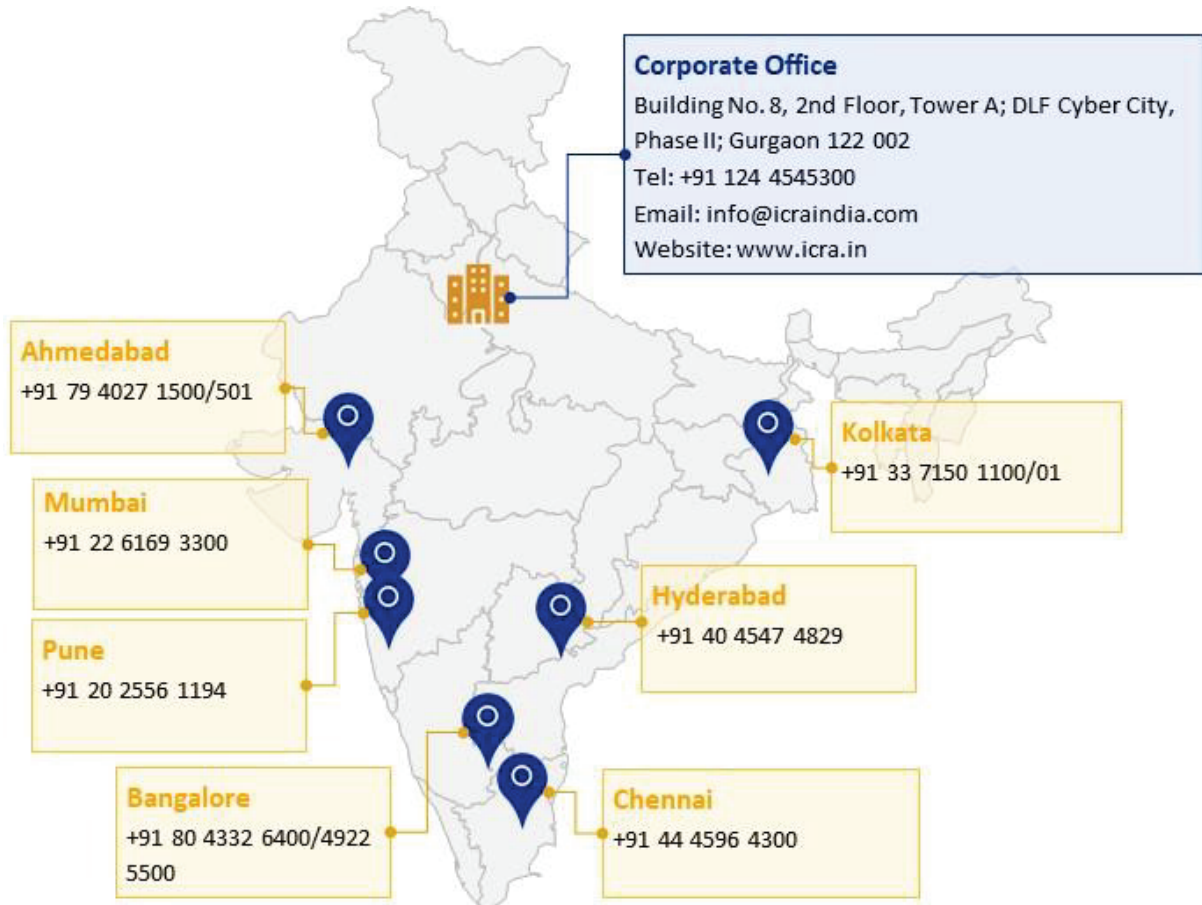 Corporate Office
Building No. 8, 2nd Floor, Tower A; DLF Cyber City,
Phase II; Gurgaon 122 002
Tel: +91 124 4545300
Email: info@icraindia.com
Website: www.icra.in
Ahmedabad
+91 79 4027 1500/501
Kolkata
+91 33 7150 1100/01
Mumbai
+91 22 6169 3300
Hyderabad
+91 40 4547 4829
Pune
+91 20 2556 1194
Bangalore
+91 80 4332 6400/4922
5500
Chennai
+91 44 4596 4300